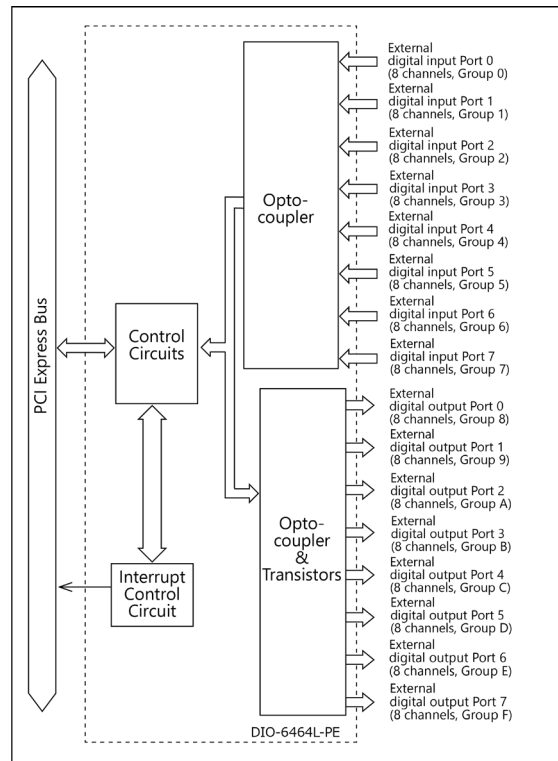 External
digital input Port 0
(8 channels, Group 0)
External
digital input Port 1
(8 channels, Group 1)
External
digital input Port 2
(8 channels, Group 2)
External
digital input Port 3
(8 channels, Group 3)
External
digital input Port 4
(8 channels, Group 4)
External
digital input Port 5
(8 channels, Group 5)
External
digital input Port 6
(8 channels, Group 6)
External
digital input Port 7
(8 channels, Group 7)
Opto-
coupler
PCI Express Bus
Control
Circuits
External
digital output Port 0
(8 channels, Group 8)
External
digital output Port 1
(8 channels, Group 9)
External
digital output Port 2
(8 channels, Group A)
External
digital output Port 3
(8 channels, Group B)
External
digital output Port 4
(8 channels, Group C)
External
digital output Port 5
(8 channels, Group D)
External
digital output Port 6
(8 channels, Group E)
External
digital output Port 7
(8 channels, Group F)
Opto-
coupler
&
Transistors
Interrupt
Control
Circuit
DIO-6464L-PE